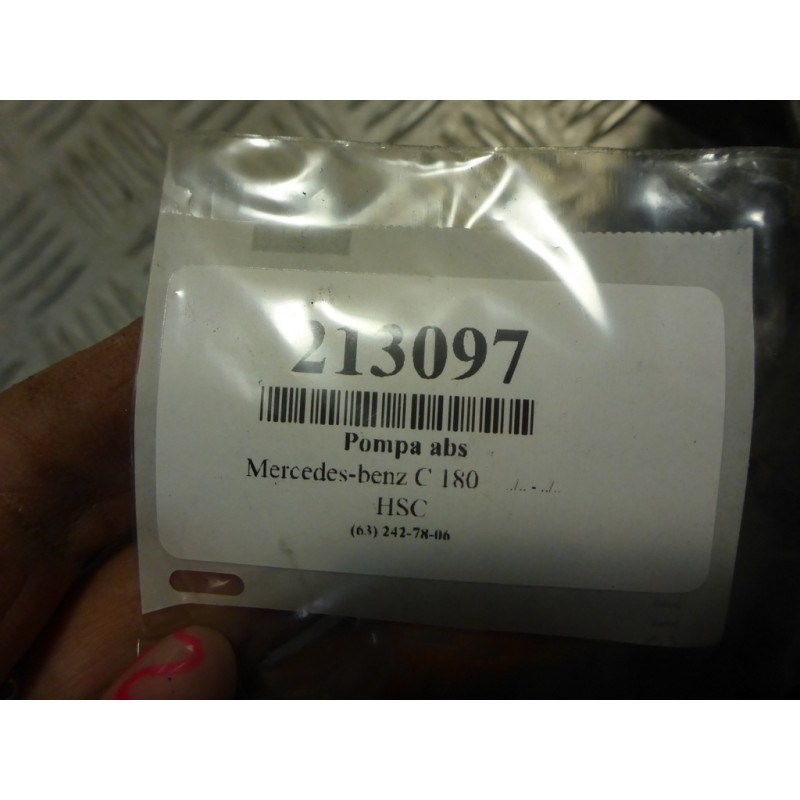 213097
Pompa abs
Mercedes-benz C 180 ../.. - ../..
HSC
(63) 242-78-06